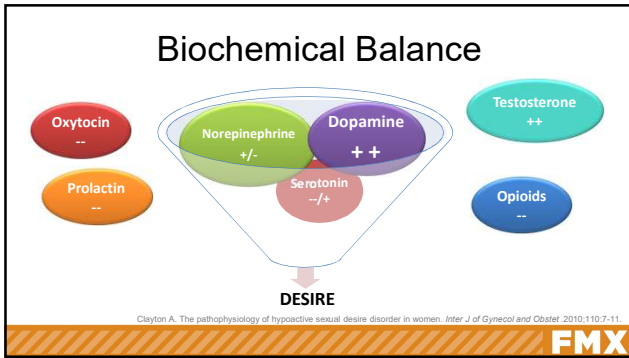 Biochemical Balance
Oxytocin
--
Prolactin
--
Norepinephrine
+/-
Dopamine
+ +
Serotonin
--/+
Testosterone
++
Opioids
--
DESIRE
Clayton A. The pathophysiology of hypoactive sexual desire disorder in women. Inter J of Gynecol and Obstet .2010;110:7-11.
FMX